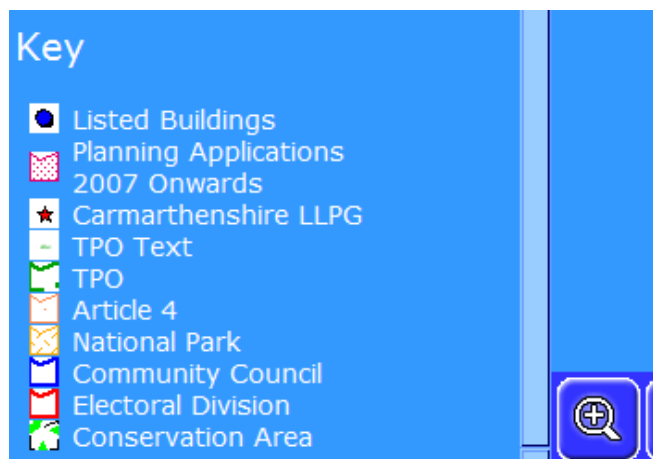 Key
Listed Buildings
Planning Applications
2007 Onwards
Carmarthenshire LLPG
TPO Text
TPO
Article 4
National Park
Community Council
Electoral Division
Conservation Area